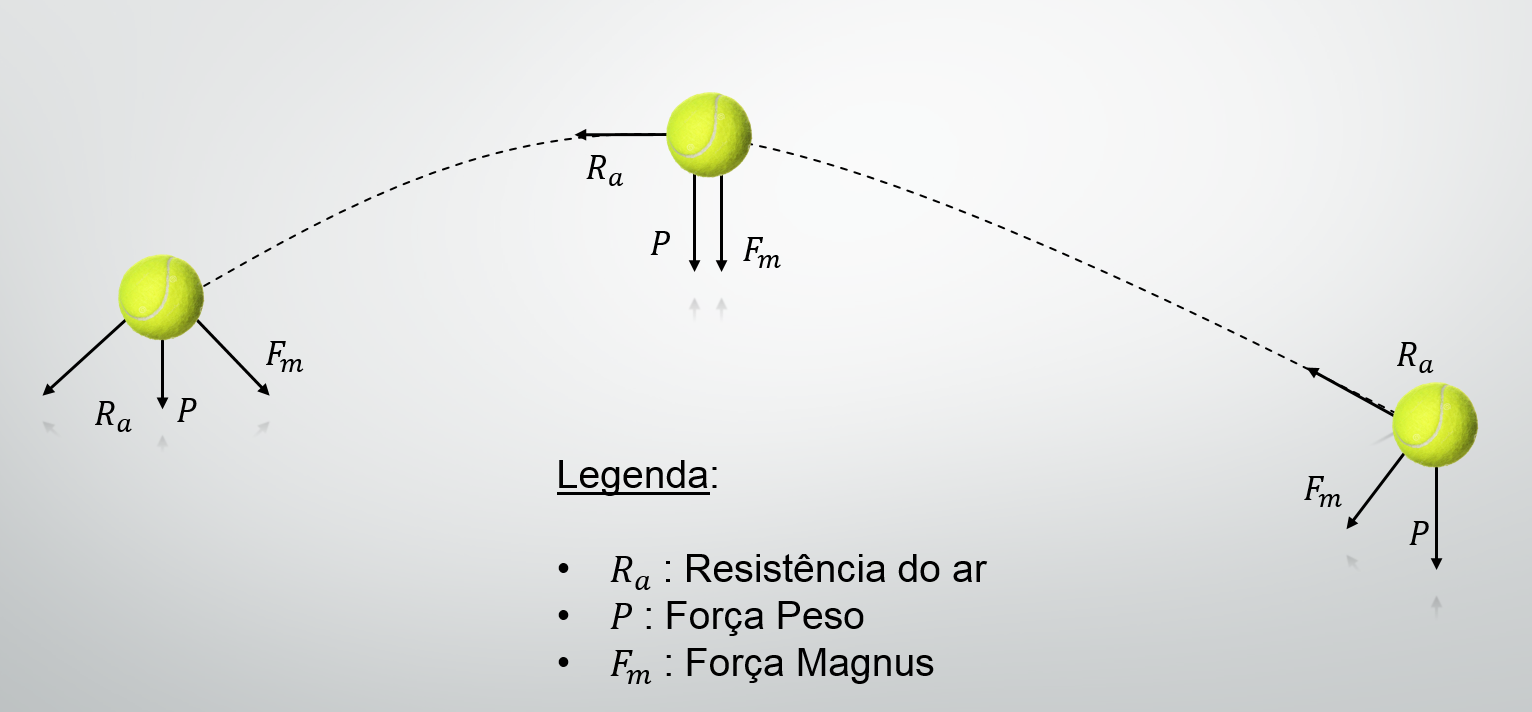 R_a
P
F_m
R_a
P
F_m
R_a
F_m
P
Legenda:
• R_a : Resistência do ar
• P : Força Peso
• F_m : Força Magnus